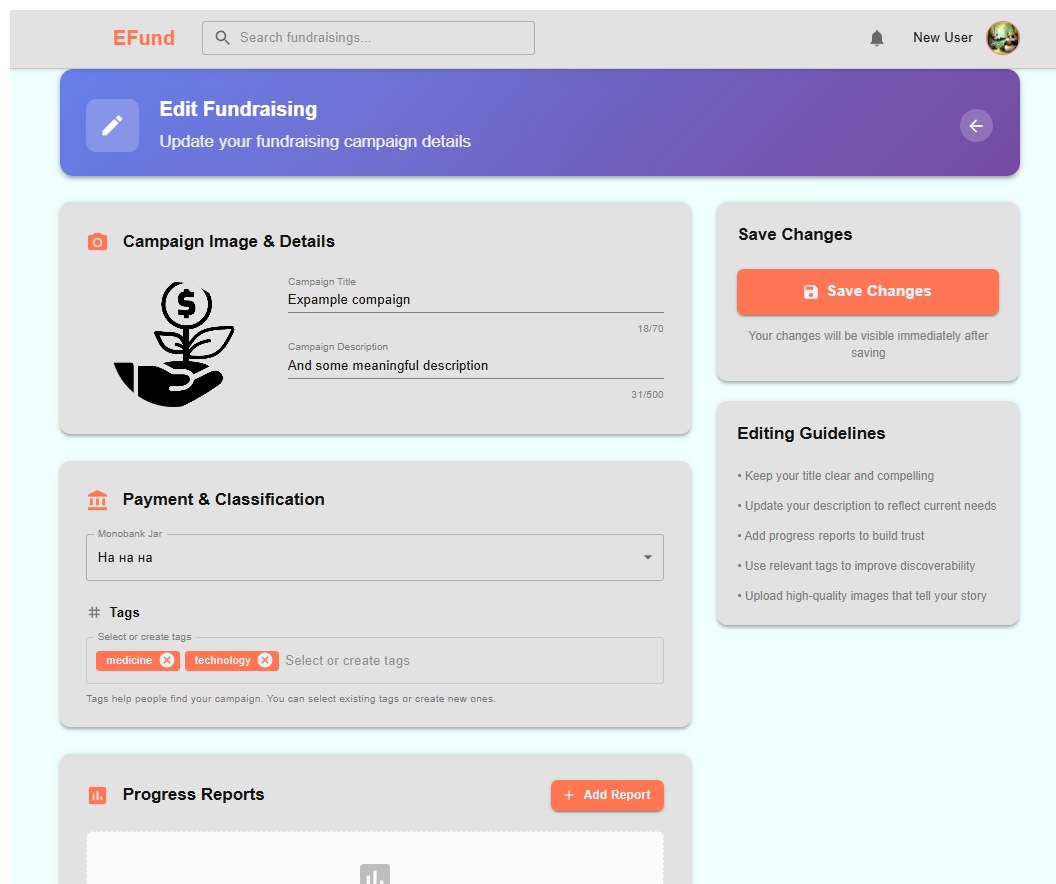 EFund
Search fundraisings...
New User
Edit Fundraising
Update your fundraising campaign details
Campaign Image & Details
$
Campaign Title
Expample compaign
18/70
Campaign Description
And some meaningful description
31/500
Save Changes
Save Changes
Your changes will be visible immediately after
saving
Editing Guidelines
• Keep your title clear and compelling
• Update your description to reflect current needs
• Add progress reports to build trust
• Use relevant tags to improve discoverability
• Upload high-quality images that tell your story
Payment & Classification
Monobank Jar
На на на
Tags
Select or create tags
medicine technology Select or create tags
Tags help people find your campaign. You can select existing tags or create new ones.
Progress Reports
Add Report